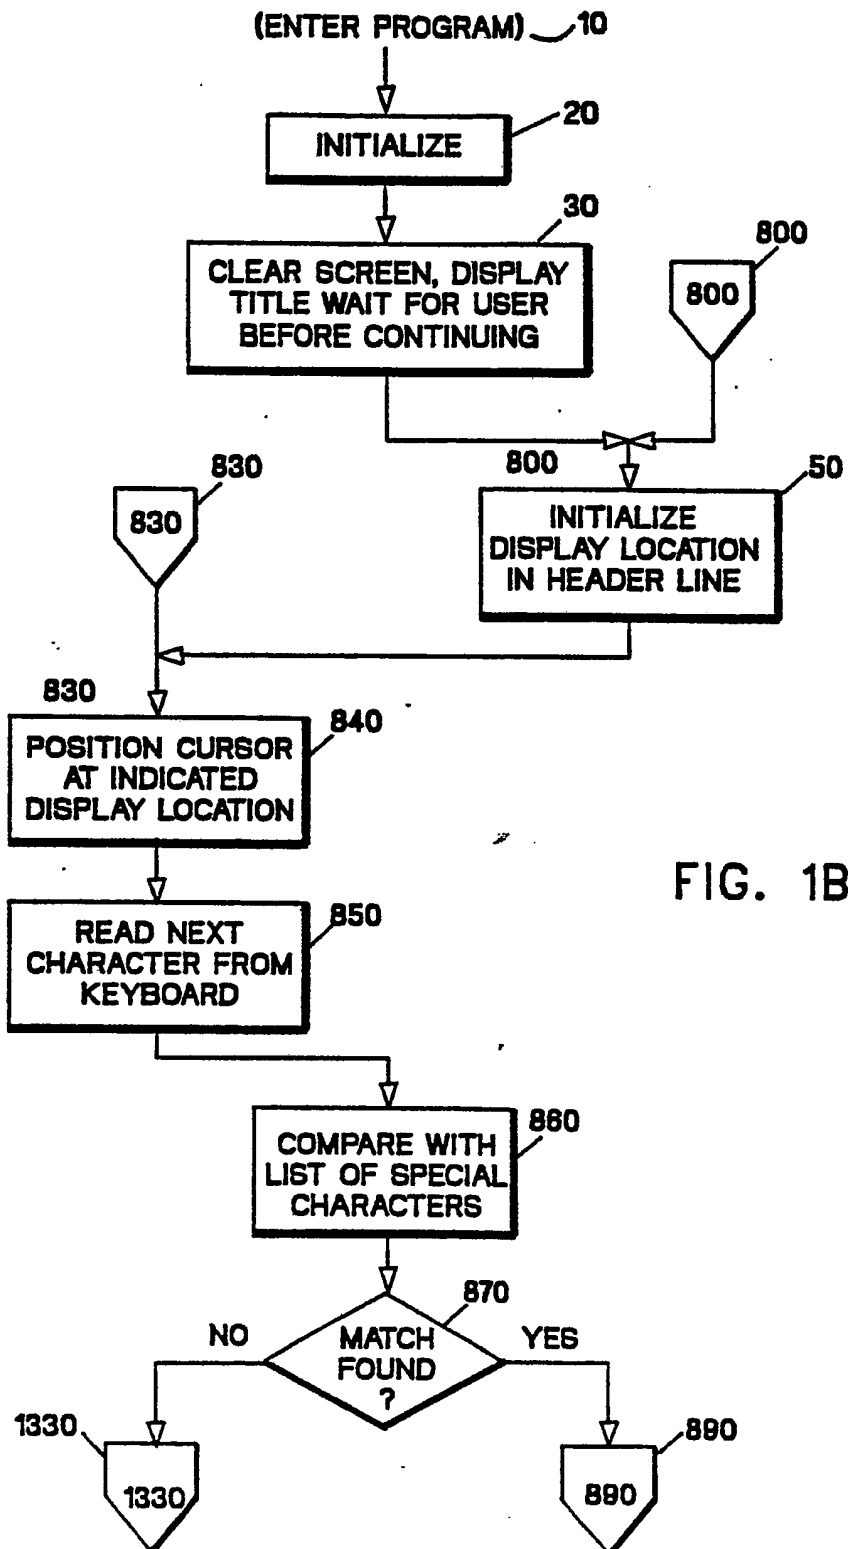 (ENTER PROGRAM) 10
20
INITIALIZE
30
CLEAR SCREEN, DISPLAY
TITLE WAIT FOR USER
BEFORE CONTINUING
800
800
800
50
INITIALIZE
DISPLAY LOCATION
IN HEADER LINE
830
830
830
840
POSITION CURSOR
AT INDICATED
DISPLAY LOCATION
FIG. 1B
850
READ NEXT
CHARACTER FROM
KEYBOARD
860
COMPARE WITH
LIST OF SPECIAL
CHARACTERS
870
NO
MATCH
FOUND
?
YES
1330
1330
890
890